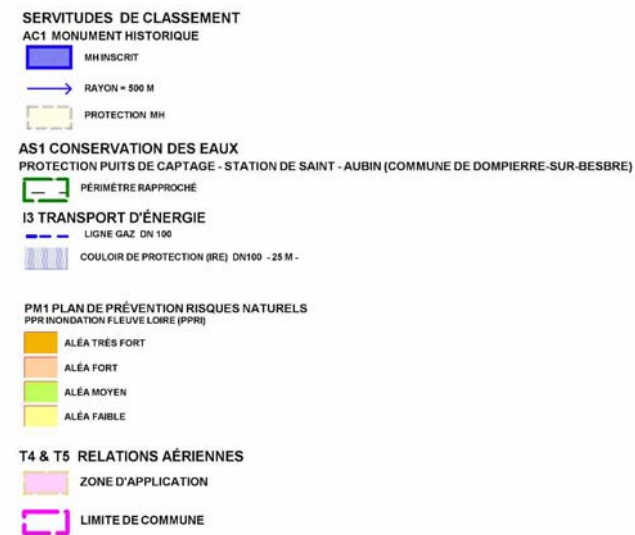 SERVITUDES DE CLASSEMENT
AC1 MONUMENT HISTORIQUE
MH INSCRIT
RAYON = 500 M
PROTECTION MH
AS1 CONSERVATION DES EAUX
PROTECTION PUITS DE CAPTAGE - STATION DE SAINT - AUBIN (COMMUNE DE DOMPIERRE-SUR-BESBRE)
PÉRIMÈTRE RAPPROCHÉ
I3 TRANSPORT D'ÉNERGIE
LIGNE GAZ DN 100
COULOIR DE PROTECTION (IRE) DN100 - 25 M -
PM1 PLAN DE PRÉVENTION RISQUES NATURELS
PPR INONDATION FLEUVE LOIRE (PPRI)
ALÉA TRÉS FORT
ALÉA FORT
ALÉA MOYEN
ALÉA FAIBLE
T4 & T5 RELATIONS AÉRIENNES
ZONE D'APPLICATION
LIMITE DE COMMUNE